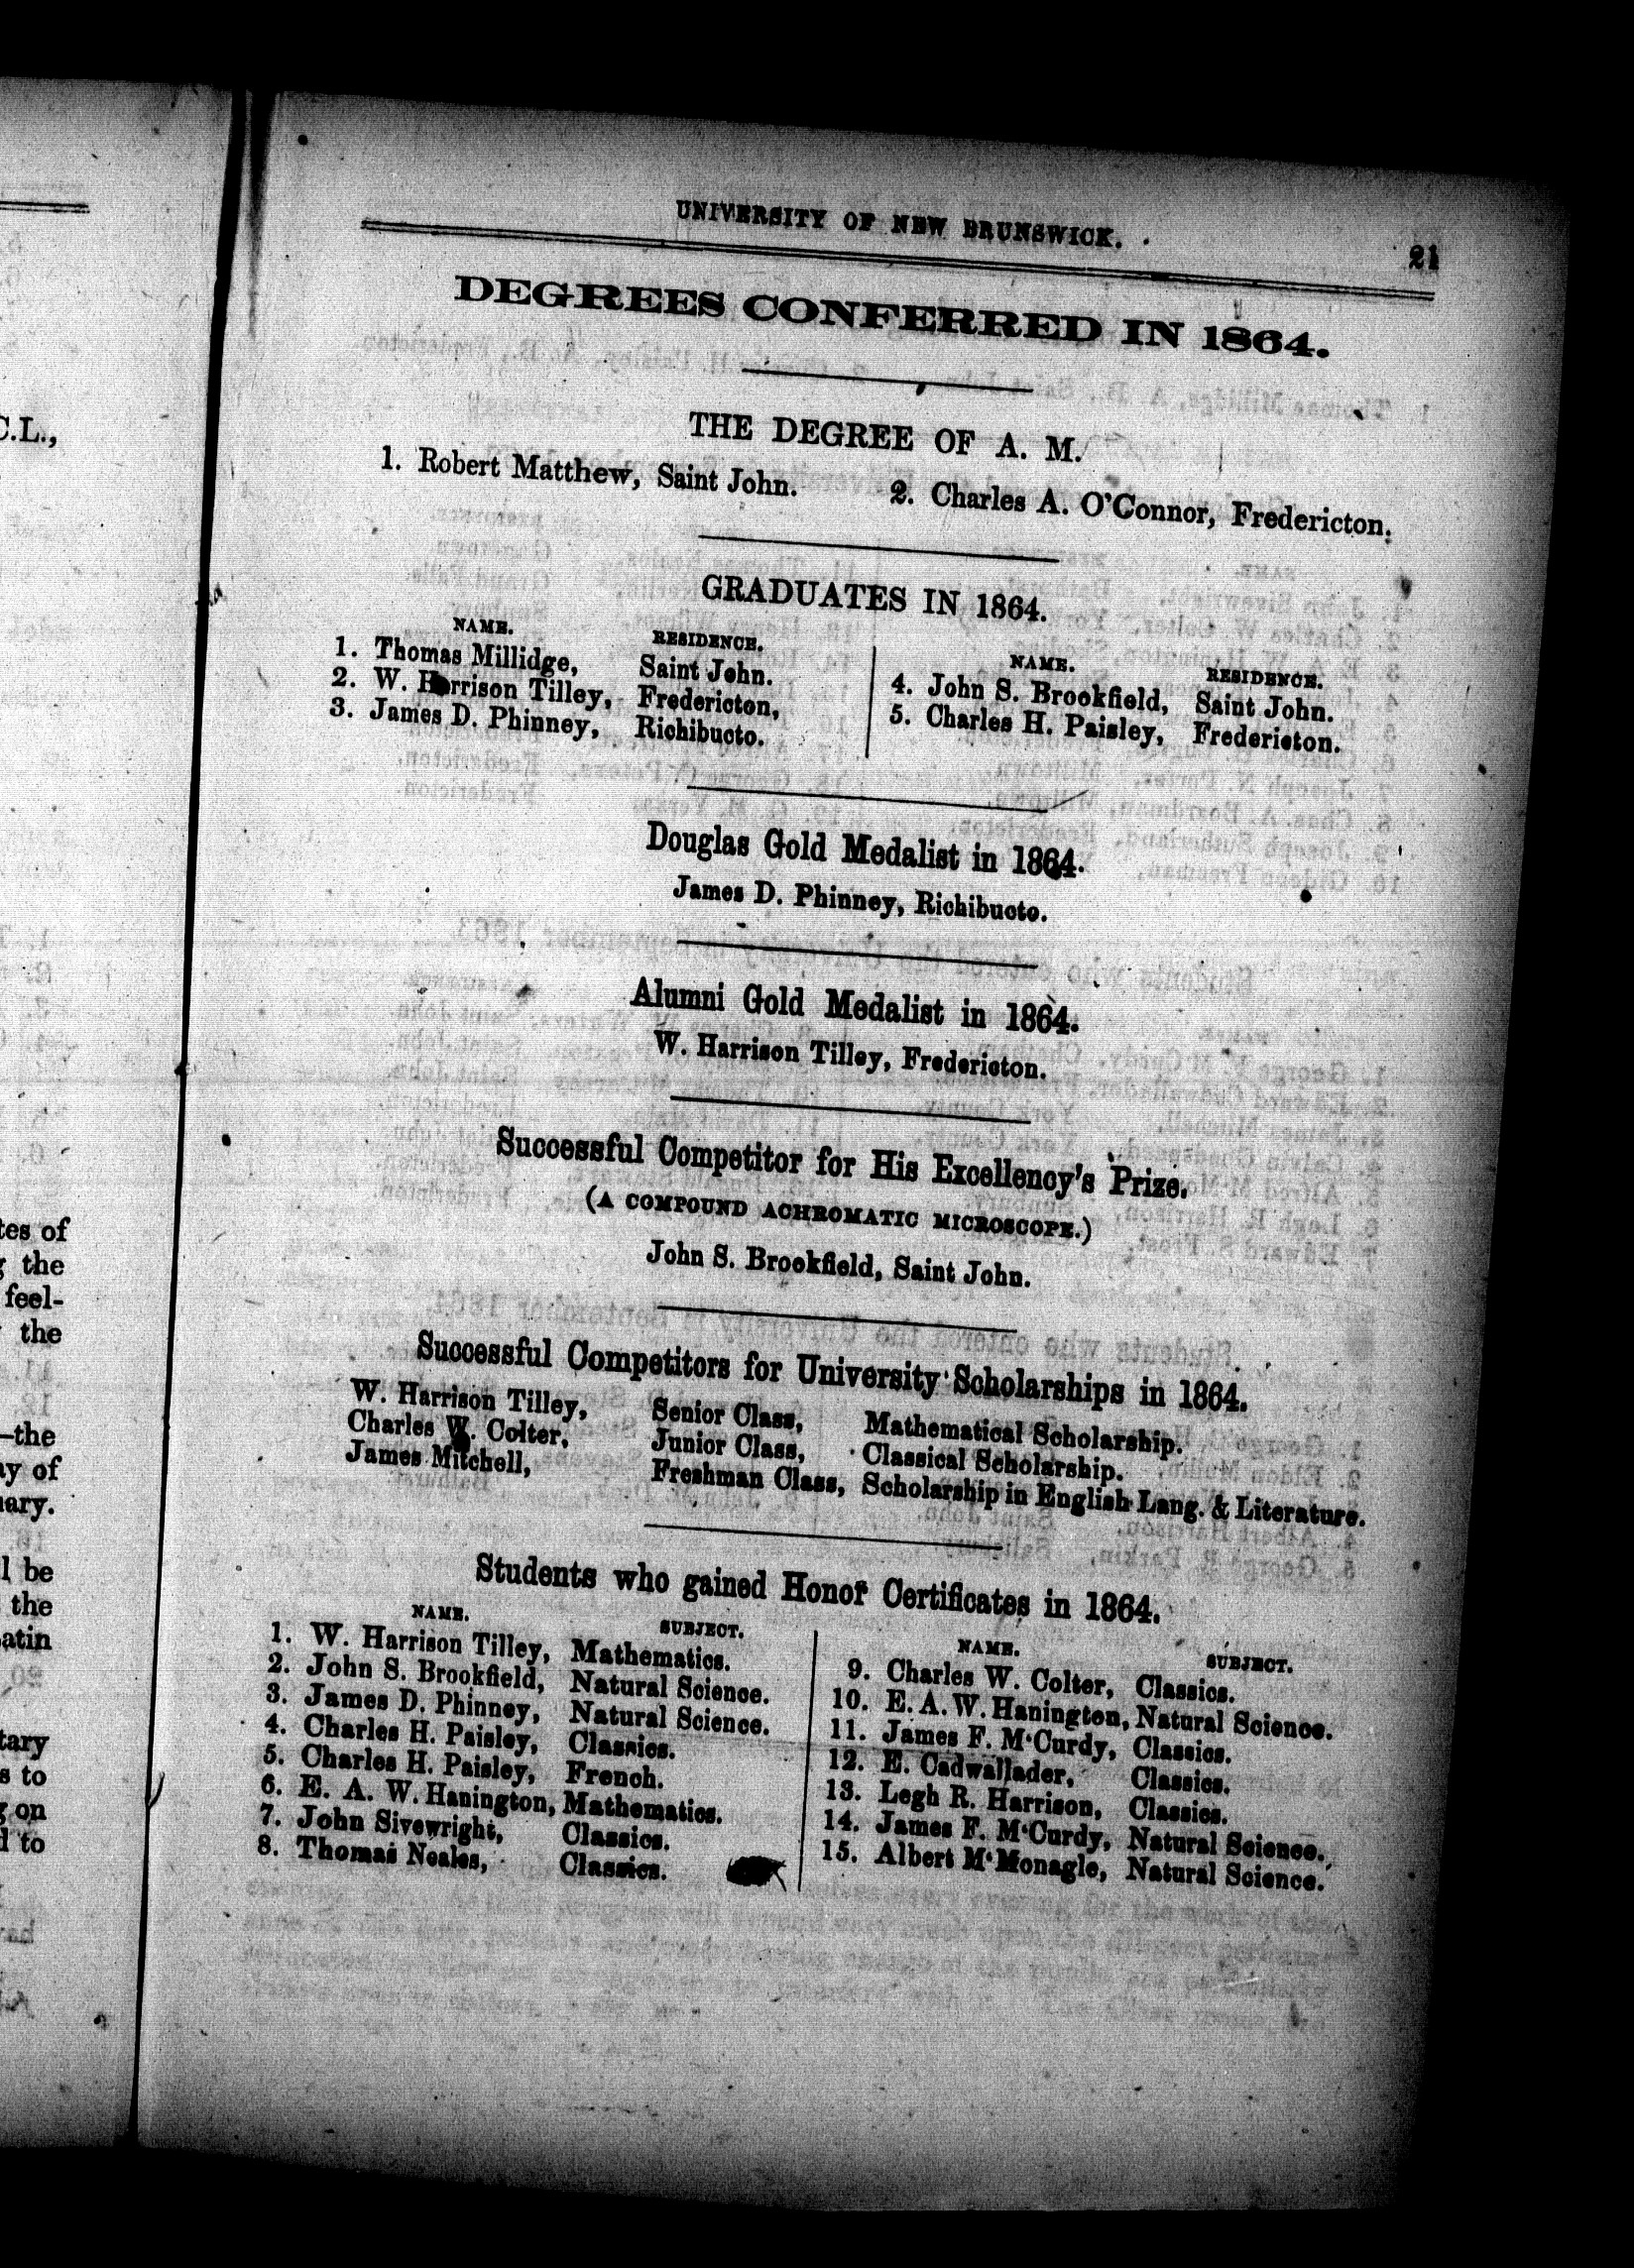 UNIVERSITY OF NEW BRUNSWICK. 21
DEGREES CONFERRED IN 1864.
THE DEGREE OF A. M.
1. Robert Matthew, Saint John. 2. Charles A. O'Connor, Fredericton.
GRADUATES IN 1864.
NAME. RESIDENCE.
1. Thomas Millidge, Saint John.
2. W. Harrison Tilley, Fredericton,
3. James D. Phinney, Richibucto.
NAME. RESIDENCE.
4. John S. Brookfield, Saint John.
5. Charles H. Paisley, Fredericton.
Douglas Gold Medalist in 1864.
James D. Phinney, Richibucto.
Alumni Gold Medalist in 1864.
W. Harrison Tilley, Fredericton.
Successful Competitor for His Excellency's Prize.
(A COMPOUND ACHROMATIC MICROSCOPE.)
John S. Brookfield, Saint John.
Successful Competitors for University Scholarships in 1864.
W. Harrison Tilley, Senior Class, Mathematical Scholarship.
Charles W. Colter, Junior Class, Classical Scholarship.
James Mitchell, Freshman Class, Scholarship in English Lang. & Literature.
Students who gained Honor Certificates in 1864.
NAME. SUBJECT.
1. W. Harrison Tilley, Mathematics.
2. John S. Brookfield, Natural Science.
3. James D. Phinney, Natural Science.
4. Charles H. Paisley, Classics.
5. Charles H. Paisley, French.
6. E. A. W. Hanington, Mathematics.
7. John Sivewright, Classics.
8. Thomas Neales, Classics.
NAME. SUBJECT.
9. Charles W. Colter, Classics.
10. E. A. W. Hanington, Natural Science.
11. James F. M'Curdy, Classics.
12. E. Cadwallader, Classics.
13. Legh R. Harrison, Classics.
14. James F. M'Curdy, Natural Science.
15. Albert M'Monagle, Natural Science.